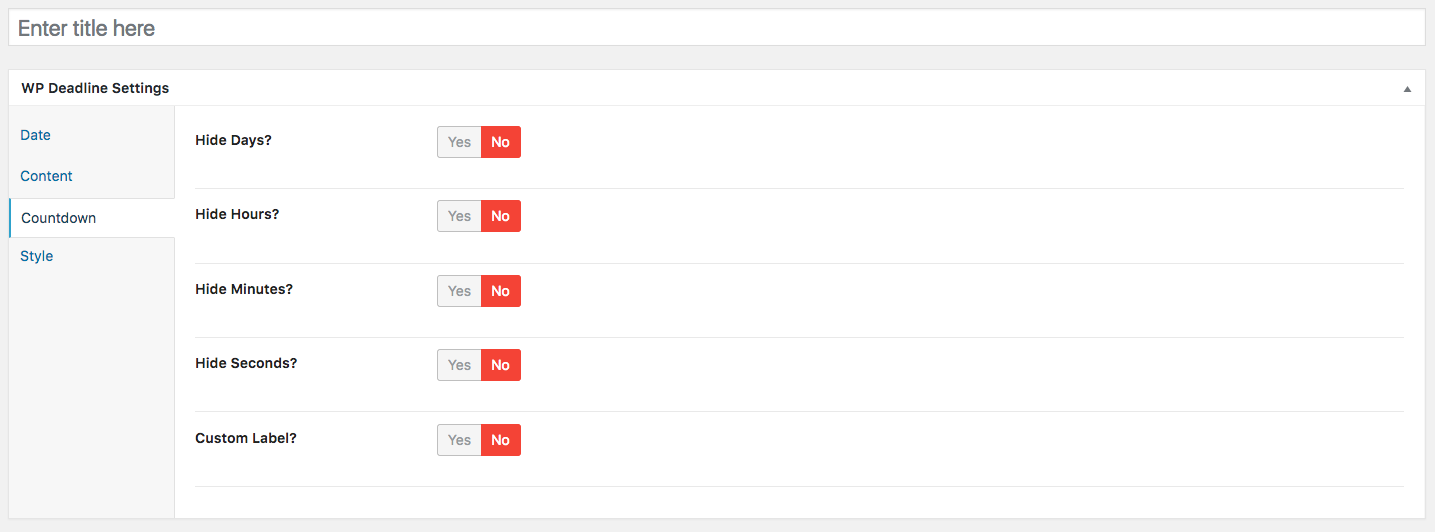 Enter title here
WP Deadline Settings
Date
Content
Countdown
Style
Hide Days? Yes No
Hide Hours? Yes No
Hide Minutes? Yes No
Hide Seconds? Yes No
Custom Label? Yes No